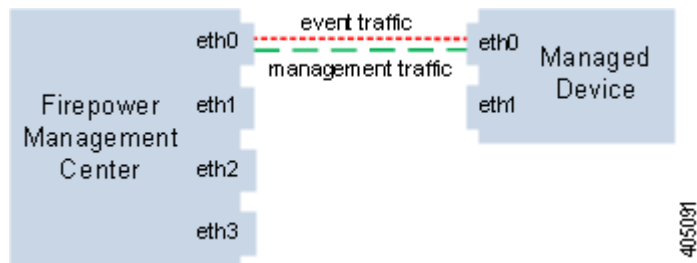 event traffic
eth0
eth0
management traffic
Managed
Device
eth1
eth1
Firepower
Management
Center
eth2
eth3
405091